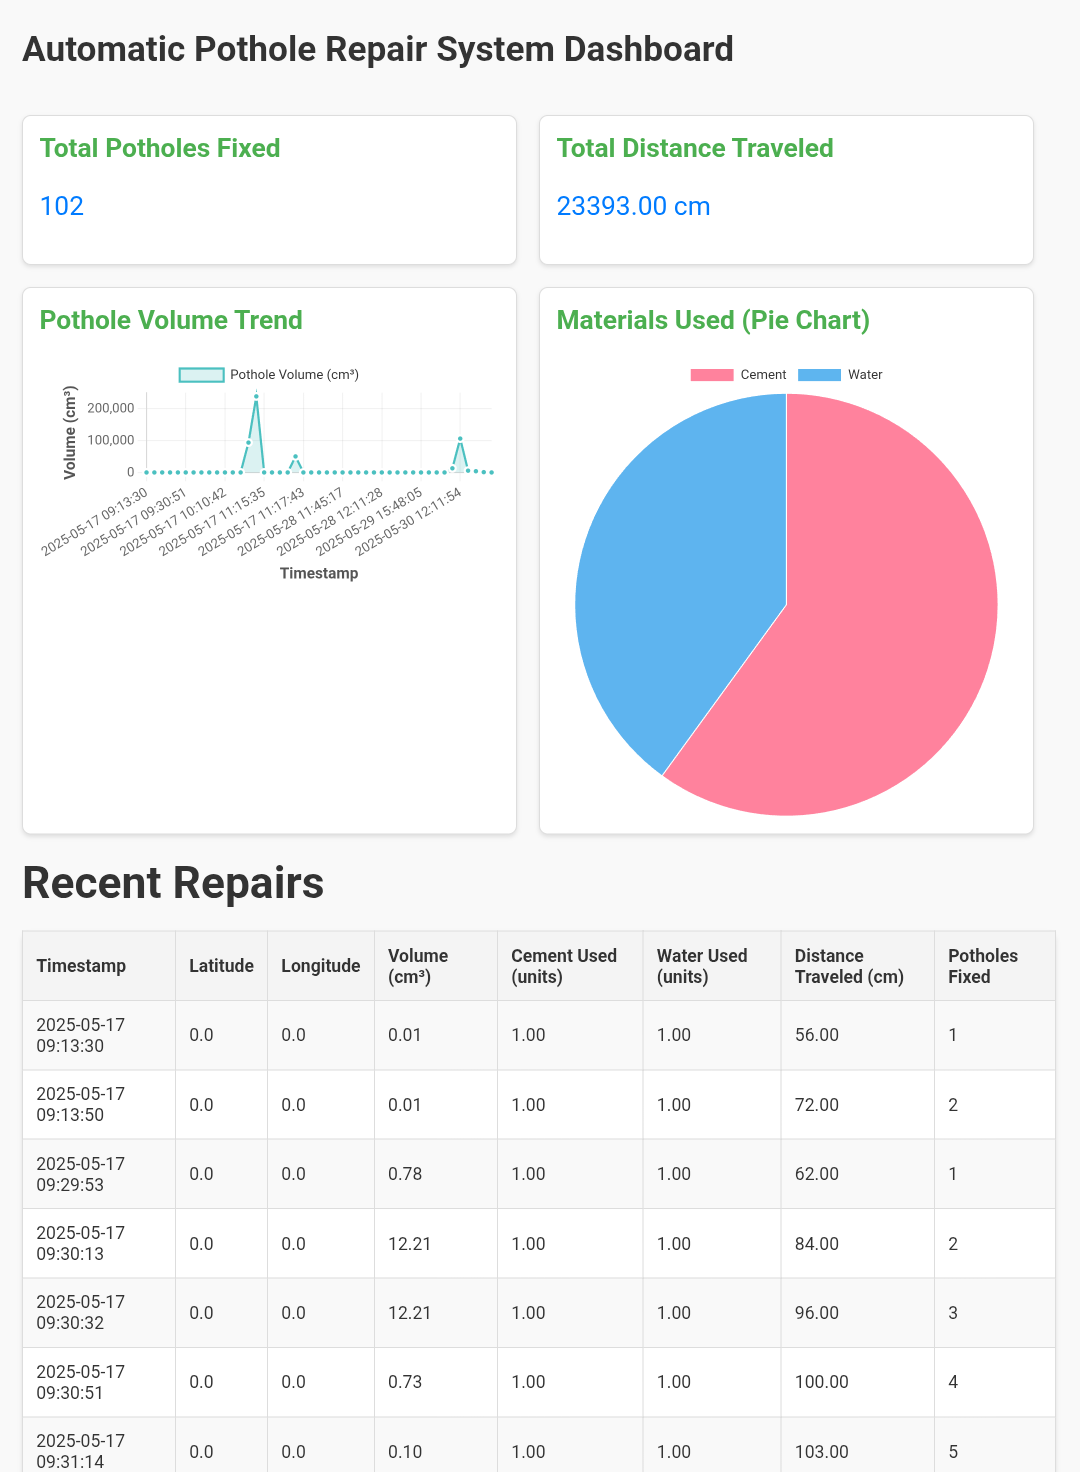 Automatic Pothole Repair System Dashboard
Total Potholes Fixed
102
Total Distance Traveled
23393.00 cm
Pothole Volume Trend
Pothole Volume (cm³)
Volume (cm³)
200,000
100,000
0
2025-05-17 09:13:30
2025-05-17 09:30:51
2025-05-17 10:10:42
2025-05-17 11:15:35
2025-05-17 11:17:43
2025-05-28 11:45:17
2025-05-28 12:11:28
2025-05-29 15:48:05
2025-05-30 12:11:54
Timestamp
Materials Used (Pie Chart)
Cement Water
Recent Repairs
Timestamp Latitude Longitude Volume (cm³) Cement Used (units) Water Used (units) Distance Traveled (cm) Potholes Fixed
2025-05-17 09:13:30 0.0 0.0 0.01 1.00 1.00 56.00 1
2025-05-17 09:13:50 0.0 0.0 0.01 1.00 1.00 72.00 2
2025-05-17 09:29:53 0.0 0.0 0.78 1.00 1.00 62.00 1
2025-05-17 09:30:13 0.0 0.0 12.21 1.00 1.00 84.00 2
2025-05-17 09:30:32 0.0 0.0 12.21 1.00 1.00 96.00 3
2025-05-17 09:30:51 0.0 0.0 0.73 1.00 1.00 100.00 4
2025-05-17 09:31:14 0.0 0.0 0.10 1.00 1.00 103.00 5